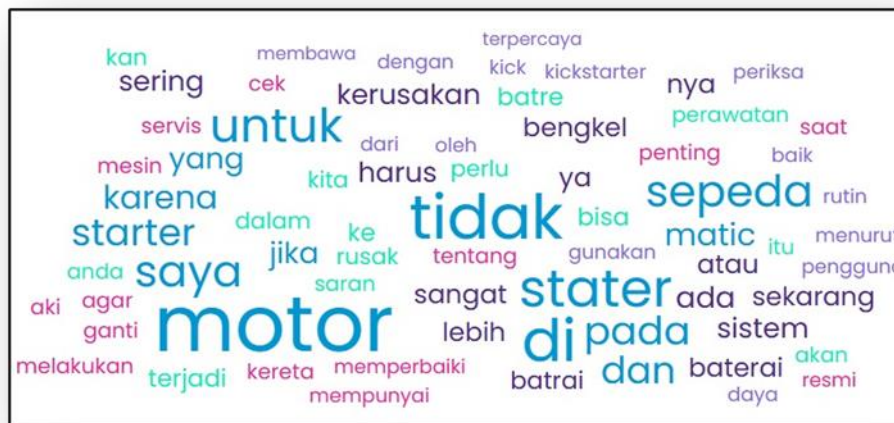 terpercaya
kan membawa dengan
sering cek kick kickstarter nya periksa
kerusakan batre
servis untuk bengkel perawatan saat
mesin yang dari oleh penting baik
kita harus perlu ya
karena sepeda rutin
starter dalam ke tidak bisa matic itu
jika rusak tentang gunakan atau
anda saya saran
aki agar sangat stater ada sekarang
ganti motor lebih di pada sistem
melakukan terjadi kereta memperbaiki batrai dan baterai akan
mempunyai daya resmi